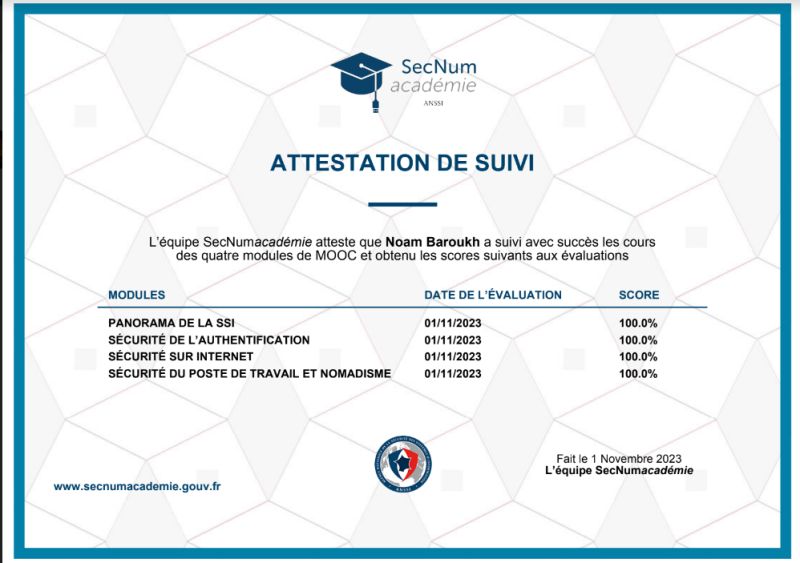 SecNum
académie
ANSSI
ATTESTATION DE SUIVI
L'équipe SecNumacadémie atteste que Noam Baroukh a suivi avec succès les cours
des quatre modules de MOOC et obtenu les scores suivants aux évaluations
MODULES DATE DE L'ÉVALUATION SCORE
PANORAMA DE LA SSI 01/11/2023 100.0%
SÉCURITÉ DE L'AUTHENTIFICATION 01/11/2023 100.0%
SÉCURITÉ SUR INTERNET 01/11/2023 100.0%
SÉCURITÉ DU POSTE DE TRAVAIL ET NOMADISME 01/11/2023 100.0%
Fait le 1 Novembre 2023
L'équipe SecNumacadémie
www.secnumacademie.gouv.fr
ANSSI